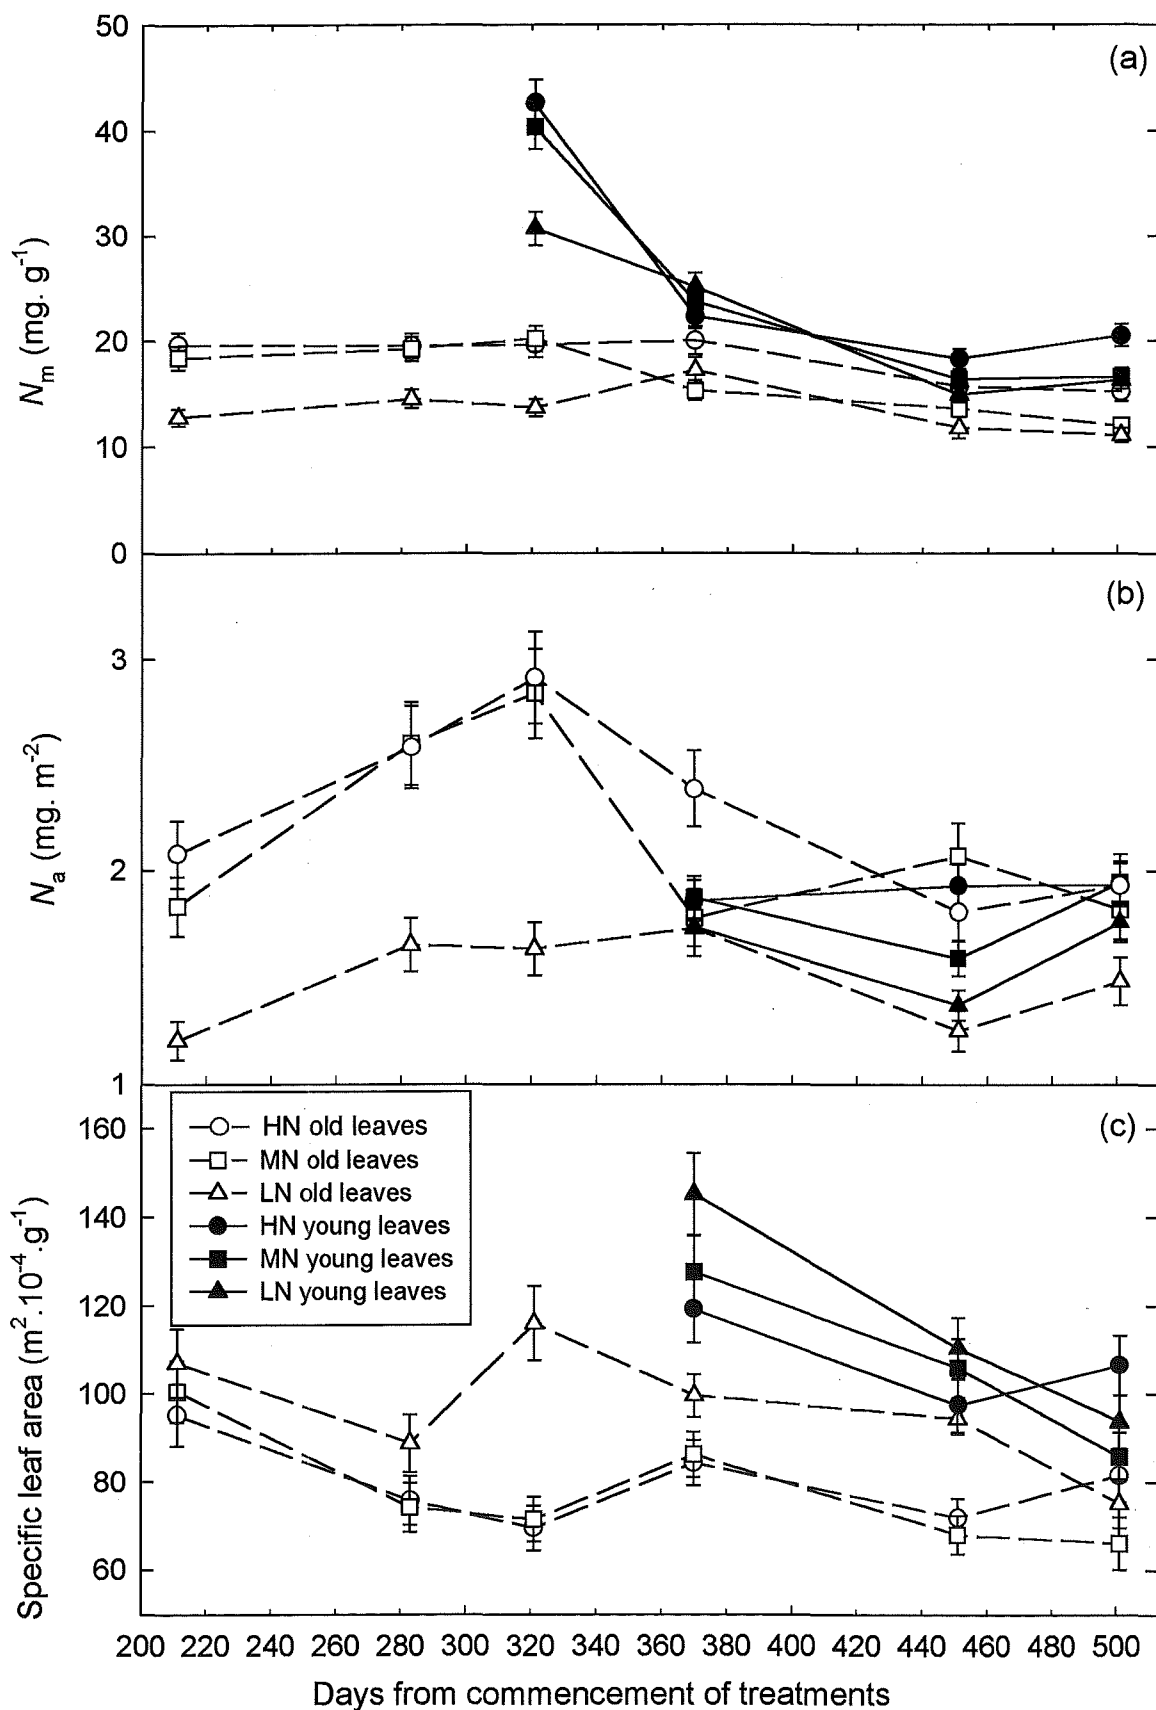 50
(a)
40
30
20
10
0
N_m (mg. g^-1)
(b)
3
2
1
N_a (mg. m^-2)
(c)
160
140
120
100
80
60
Specific leaf area (m^2.10^-4.g^-1)
HN old leaves
MN old leaves
LN old leaves
HN young leaves
MN young leaves
LN young leaves
200 220 240 260 280 300 320 340 360 380 400 420 440 460 480 500
Days from commencement of treatments